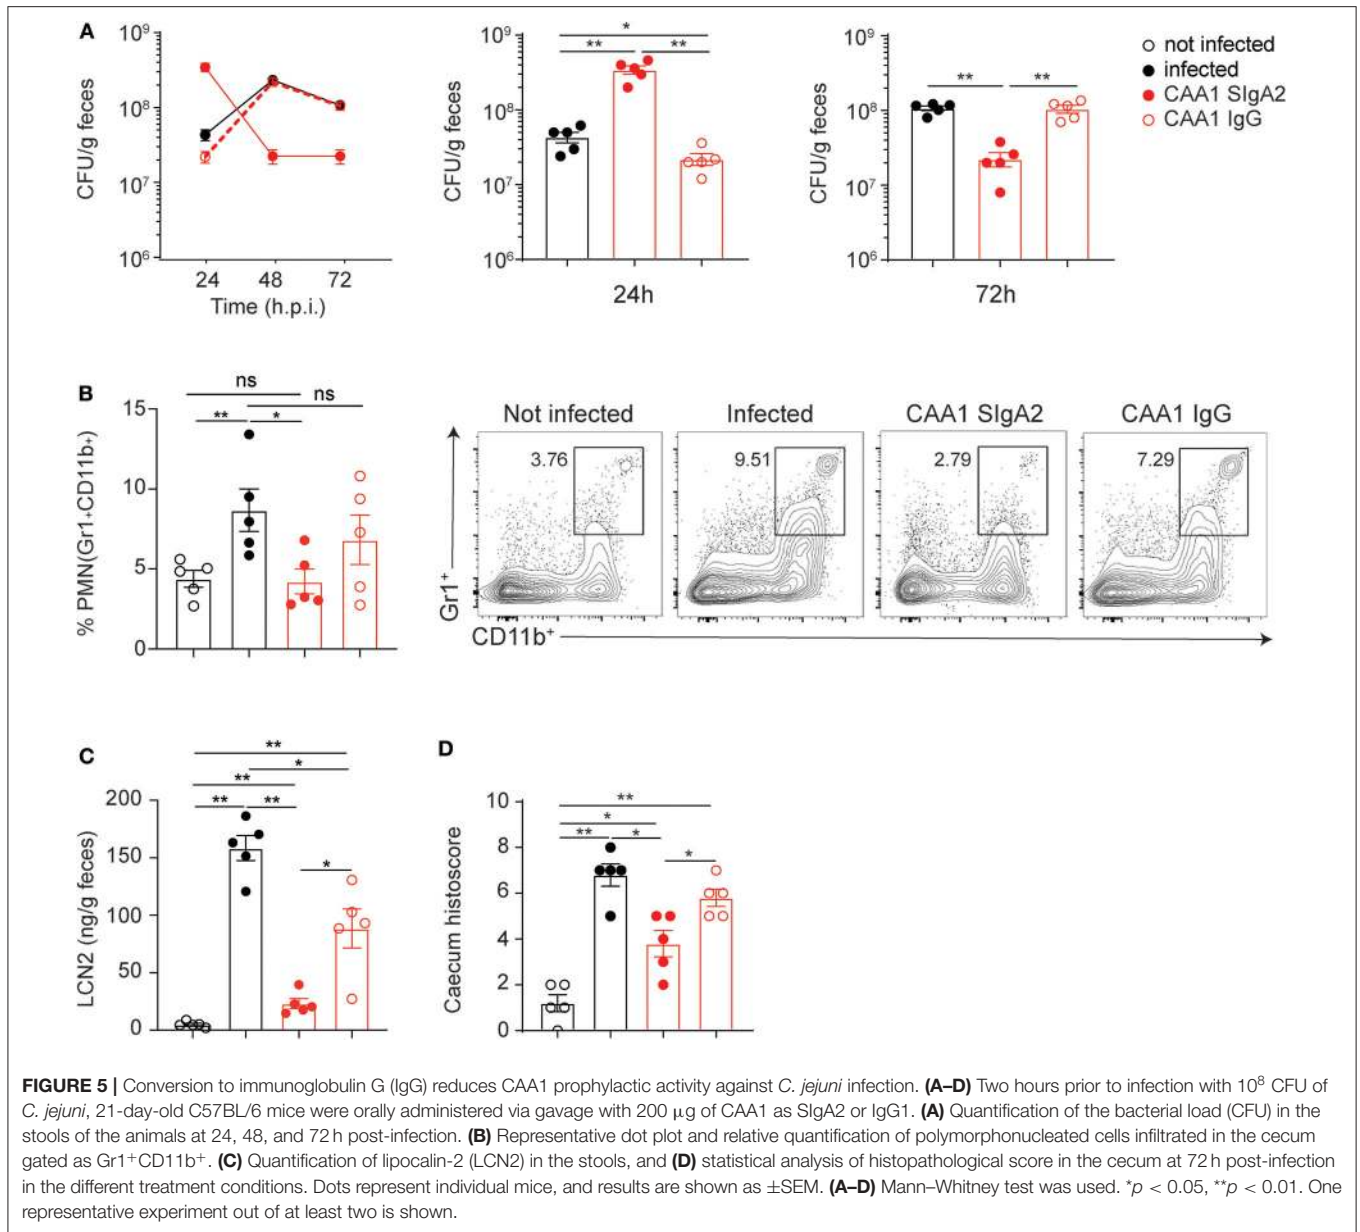 A
10⁹
10⁸
10⁷
10⁶
CFU/g feces
24 48 72
Time (h.p.i.)
10⁹
10⁸
10⁷
10⁶
CFU/g feces
*
** **
24h
10⁹
10⁸
10⁷
10⁶
CFU/g feces
** **
72h
not infected
infected
CAA1 SIgA2
CAA1 IgG
B
ns
ns
** *
15
10
5
0
% PMN(Gr1+CD11b+)
Not infected
Infected
CAA1 SIgA2
CAA1 IgG
3.76
9.51
2.79
7.29
Gr1⁺
CD11b⁺
C
**
*
**
** **
*
200
150
100
50
0
LCN2 (ng/g feces)
D
**
*
** *
*
10
8
6
4
2
0
Caecum histoscore
FIGURE 5 | Conversion to immunoglobulin G (IgG) reduces CAA1 prophylactic activity against C. jejuni infection. (A–D) Two hours prior to infection with 10⁸ CFU of
C. jejuni, 21-day-old C57BL/6 mice were orally administered via gavage with 200 μg of CAA1 as SIgA2 or IgG1. (A) Quantification of the bacterial load (CFU) in the
stools of the animals at 24, 48, and 72 h post-infection. (B) Representative dot plot and relative quantification of polymorphonucleated cells infiltrated in the cecum
gated as Gr1⁺CD11b⁺. (C) Quantification of lipocalin-2 (LCN2) in the stools, and (D) statistical analysis of histopathological score in the cecum at 72 h post-infection
in the different treatment conditions. Dots represent individual mice, and results are shown as ±SEM. (A–D) Mann–Whitney test was used. *p < 0.05, **p < 0.01. One
representative experiment out of at least two is shown.